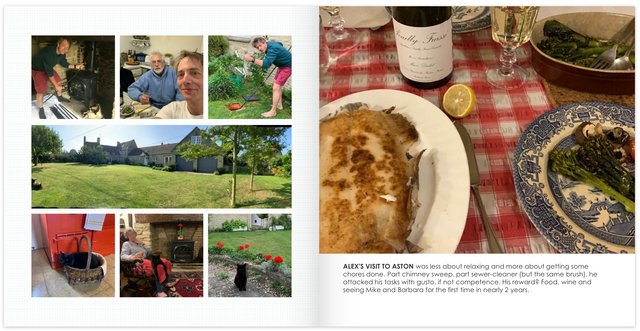 Pouilly-Fuissé
ALEX'S VISIT TO ASTON was less about relaxing and more about getting some
chores done. Part chimney sweep, part sewer-cleaner (but the same brush), he
attacked his tasks with gusto, if not competence. His reward? Food, wine and
seeing Mike and Barbara for the first time in nearly 2 years.